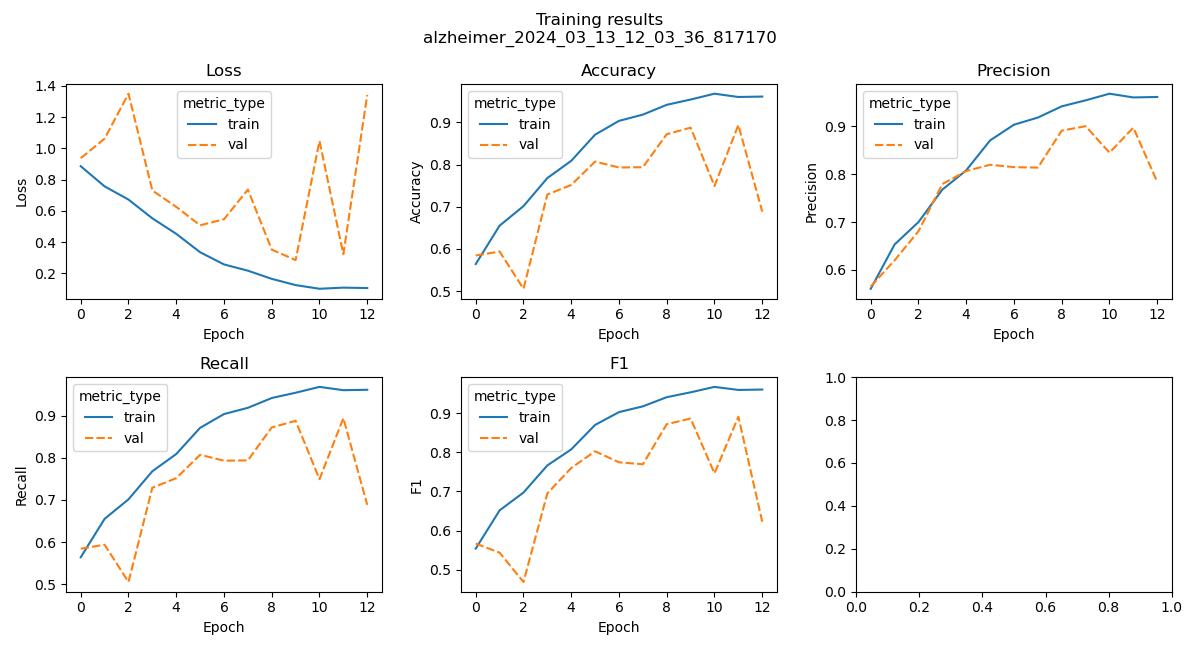 Training results
alzheimer_2024_03_13_12_03_36_817170
Loss
1.4
1.2
1.0
0.8
0.6
0.4
0.2
Loss
metric_type
train
val
0 2 4 6 8 10 12
Epoch
Accuracy
0.9
0.8
0.7
0.6
0.5
Accuracy
metric_type
train
val
0 2 4 6 8 10 12
Epoch
Precision
0.9
0.8
0.7
0.6
Precision
metric_type
train
val
0 2 4 6 8 10 12
Epoch
Recall
0.9
0.8
0.7
0.6
0.5
Recall
metric_type
train
val
0 2 4 6 8 10 12
Epoch
F1
0.9
0.8
0.7
0.6
0.5
F1
metric_type
train
val
0 2 4 6 8 10 12
Epoch
1.0
0.8
0.6
0.4
0.2
0.0
0.0 0.2 0.4 0.6 0.8 1.0